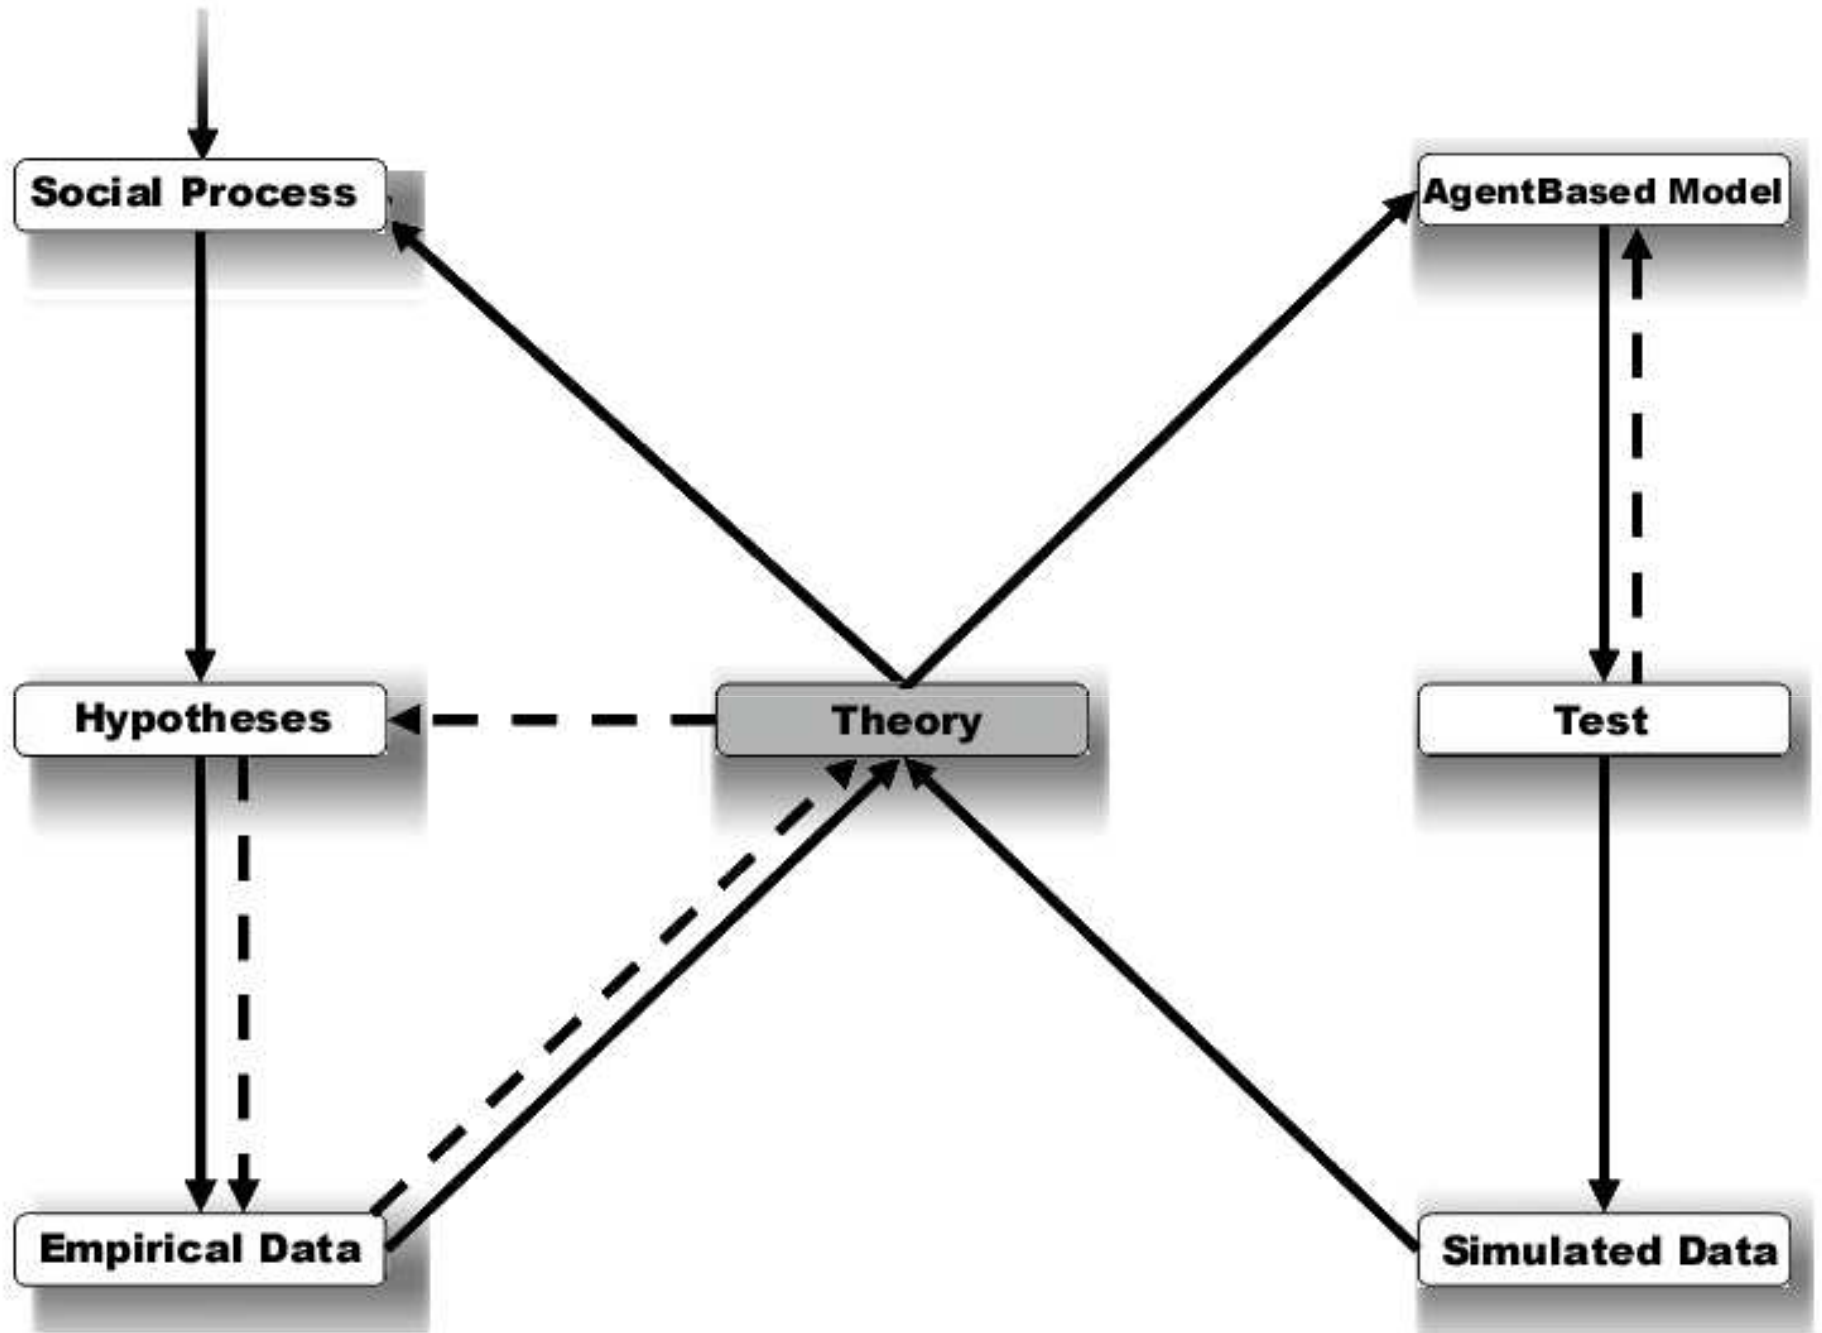 Social Process
AgentBased Model
Hypotheses
Theory
Test
Empirical Data
Simulated Data